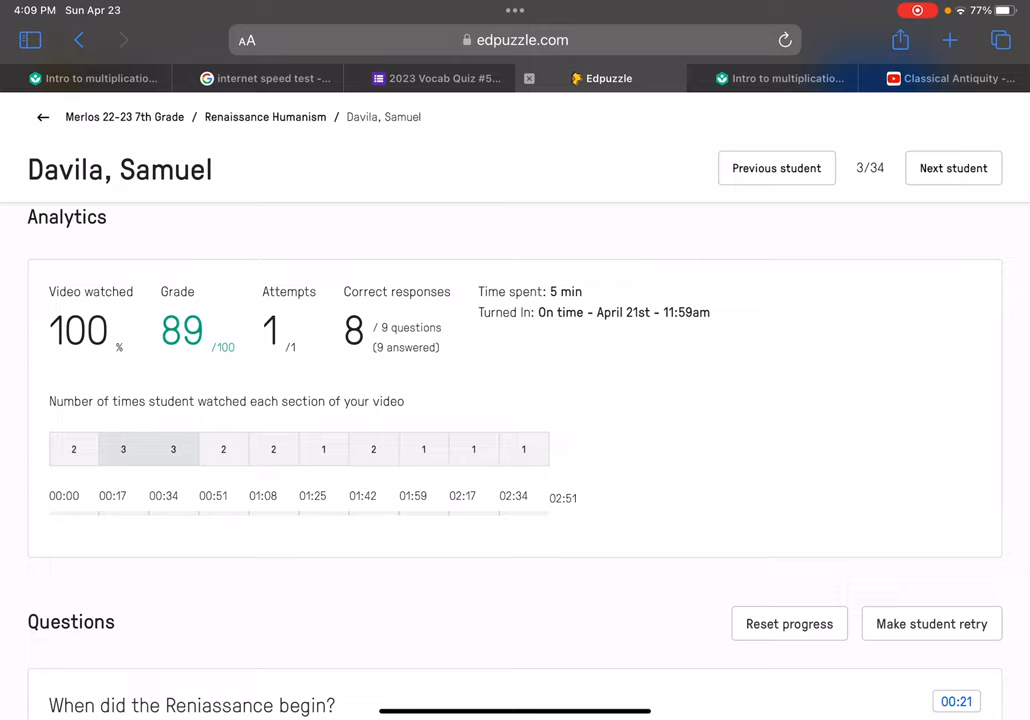 4:09 PM Sun Apr 23
77%
AA edpuzzle.com
Intro to multiplicatio...
internet speed test -...
2023 Vocab Quiz #5...
Edpuzzle
Intro to multiplicatio...
Classical Antiquity -...
Merlos 22-23 7th Grade / Renaissance Humanism / Davila, Samuel
Davila, Samuel
Previous student
3/34
Next student
Analytics
Video watched
100 %
Grade
89 /100
Attempts
1 /1
Correct responses
8 / 9 questions
(9 answered)
Time spent: 5 min
Turned In: On time - April 21st - 11:59am
Number of times student watched each section of your video
2 3 3 2 2 1 2 1 1 1
00:00 00:17 00:34 00:51 01:08 01:25 01:42 01:59 02:17 02:34 02:51
Questions
Reset progress
Make student retry
When did the Reniassance begin?
00:21